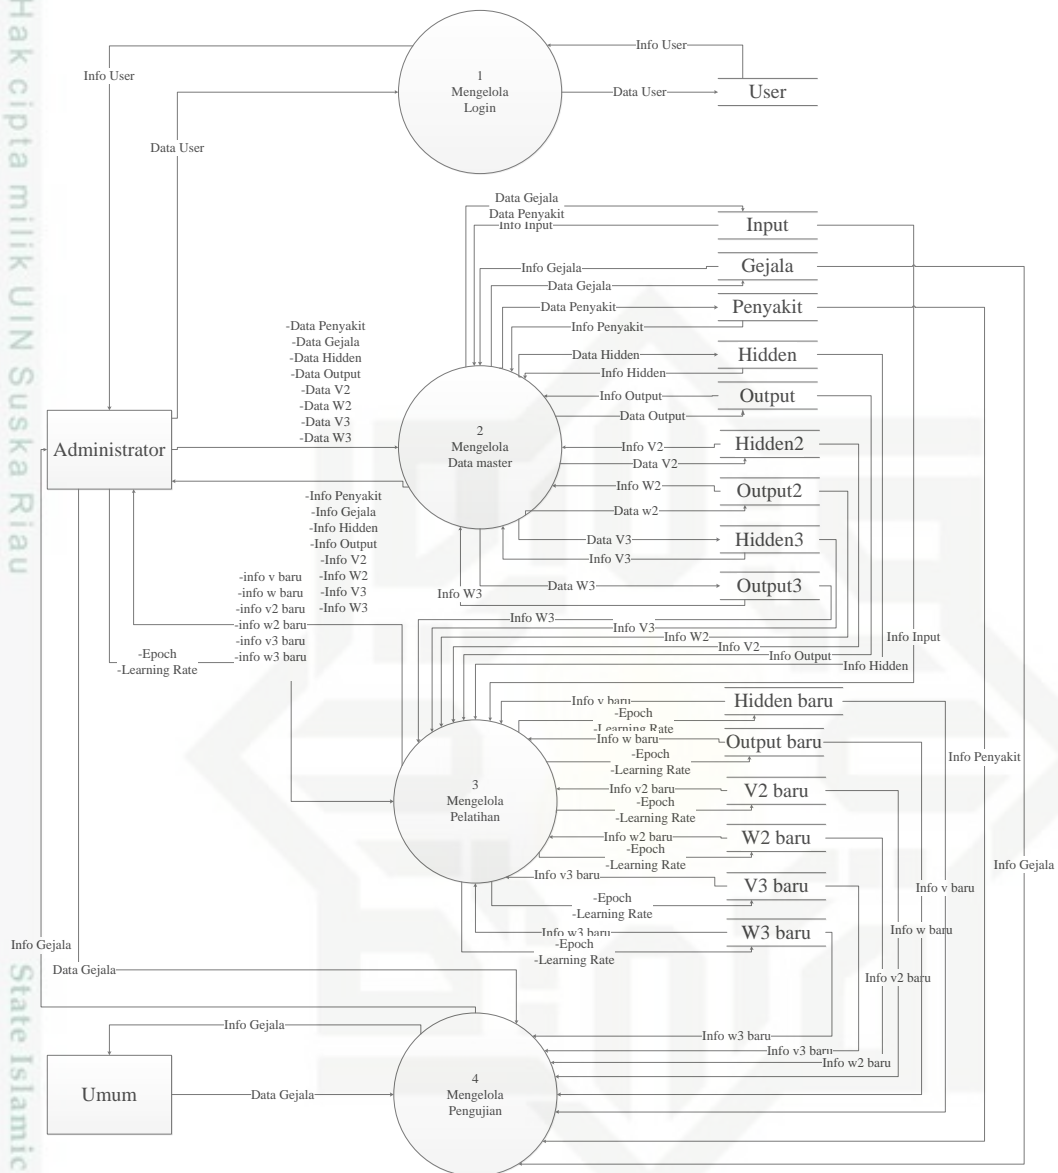 Hak cipta milik UIN Suska Riau
State Islamic
Info User
Data User
1
Mengelola
Login
Info User
Data User
User
Data Gejala
Data Penyakit
Info Input
Input
Info Gejala
Gejala
Data Gejala
Data Penyakit
Penyakit
Info Penyakit
Data Hidden
Hidden
Info Hidden
Info Output
Output
Data Output
Info V2
Hidden2
Data V2
Info W2
Output2
Data w2
Data V3
Hidden3
Info V3
Data W3
Output3
Info W3
-Data Penyakit
-Data Gejala
-Data Hidden
-Data Output
-Data V2
-Data W2
-Data V3
-Data W3
Administrator
2
Mengelola
Data master
-Info Penyakit
-Info Gejala
-Info Hidden
-Info Output
-Info V2
-Info W2
-Info V3
-Info W3
-info v baru
-info w baru
-info v2 baru
-info w2 baru
-info v3 baru
-info w3 baru
-Epoch
-Learning Rate
Info W3
Info V3
Info W2
Info V2
Info Output
Info Hidden
Info Input
3
Mengelola
Pelatihan
Info v baru
Hidden baru
-Epoch
-Learning Rate
Info w baru
Output baru
-Epoch
-Learning Rate
Info v2 baru
V2 baru
-Epoch
-Learning Rate
Info w2 baru
W2 baru
-Epoch
-Learning Rate
Info v3 baru
V3 baru
-Epoch
-Learning Rate
Info w3 baru
W3 baru
-Epoch
-Learning Rate
Info Penyakit
Info Gejala
Info v baru
Info w baru
Info v2 baru
Info w3 baru
Info v3 baru
Info w2 baru
Info Gejala
Data Gejala
Info Gejala
Umum
Data Gejala
4
Mengelola
Pengujian